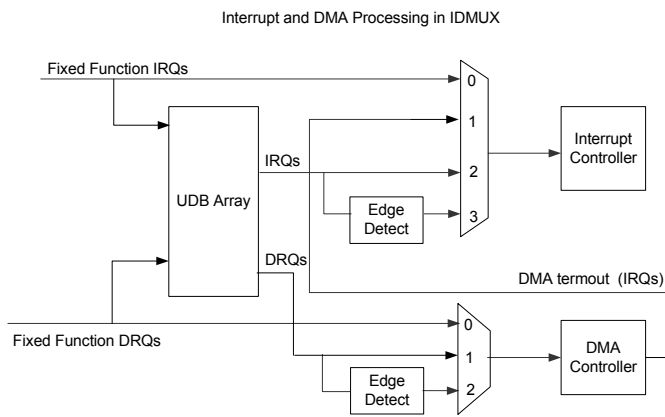 Interrupt and DMA Processing in IDMUX
Fixed Function IRQs
0
1
2
3
Interrupt
Controller
IRQs
UDB Array
Edge
Detect
DRQs
DMA termout (IRQs)
Fixed Function DRQs
0
1
2
Edge
Detect
DMA
Controller